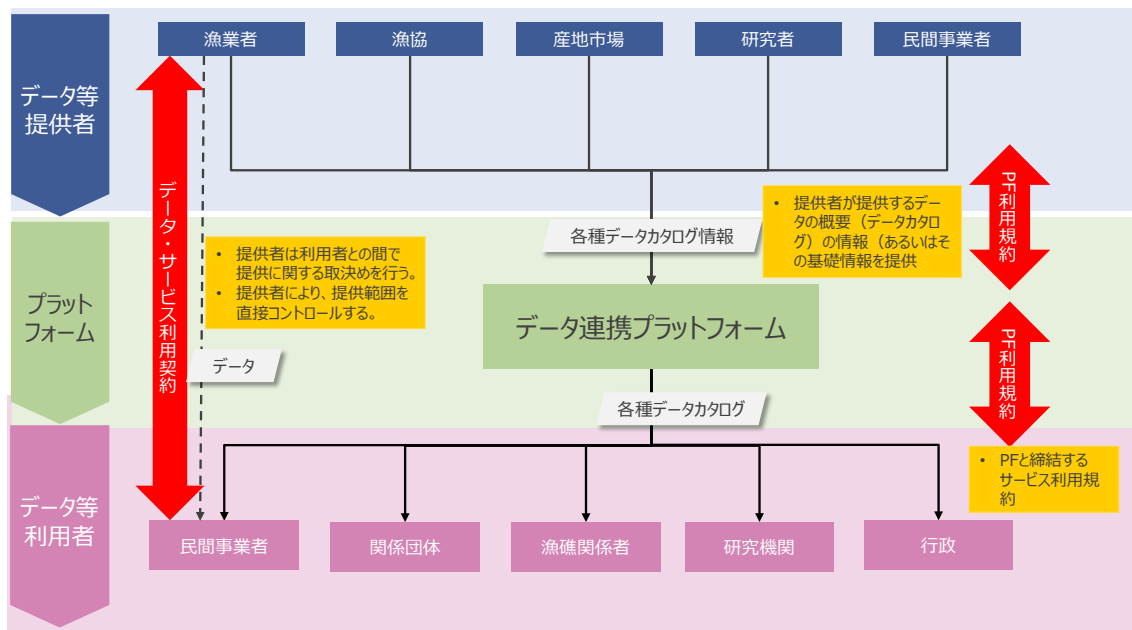 データ等
提供者
漁業者
漁協
産地市場
研究者
民間事業者
データ・サービス利用契約
PF利用規約
• 提供者が提供するデー
タの概要（データカタロ
グ）の情報（あるいはそ
の基礎情報を提供
各種データカタログ情報
• 提供者は利用者との間で
提供に関する取決めを行う。
• 提供者により、提供範囲を
直接コントロールする。
プラット
フォーム
データ連携プラットフォーム
PF利用規約
データ
各種データカタログ
• PFと締結する
サービス利用規
約
データ等
利用者
民間事業者
関係団体
漁礁関係者
研究機関
行政